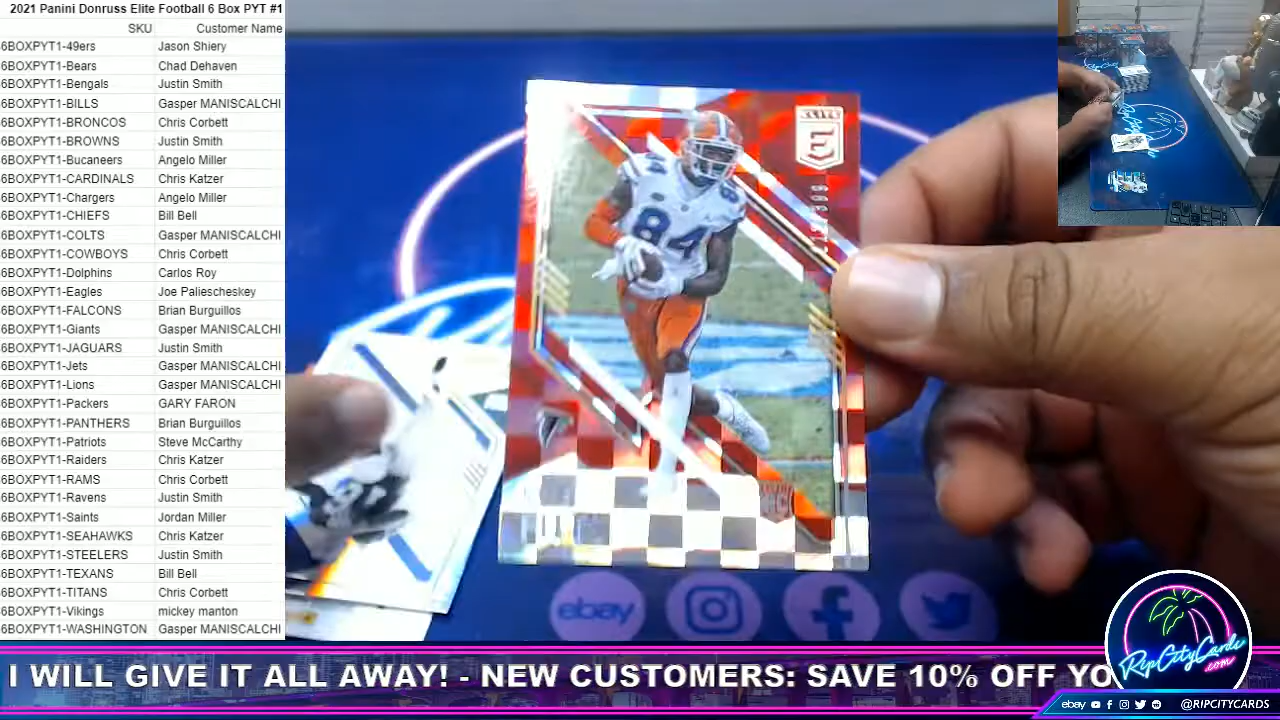 2021 Panini Donruss Elite Football 6 Box PYT #1
SKU Customer Name
6BOXPYT1-49ers Jason Shiery
6BOXPYT1-Bears Chad Dehaven
6BOXPYT1-Bengals Justin Smith
6BOXPYT1-BILLS Gasper MANISCALCHI
6BOXPYT1-BRONCOS Chris Corbett
6BOXPYT1-BROWNS Justin Smith
6BOXPYT1-Bucaneers Angelo Miller
6BOXPYT1-CARDINALS Chris Katzer
6BOXPYT1-Chargers Angelo Miller
6BOXPYT1-CHIEFS Bill Bell
6BOXPYT1-COLTS Gasper MANISCALCHI
6BOXPYT1-COWBOYS Chris Corbett
6BOXPYT1-Dolphins Carlos Roy
6BOXPYT1-Eagles Joe Paliescheskey
6BOXPYT1-FALCONS Brian Burguillos
6BOXPYT1-Giants Gasper MANISCALCHI
6BOXPYT1-JAGUARS Justin Smith
6BOXPYT1-Jets Gasper MANISCALCHI
6BOXPYT1-Lions Gasper MANISCALCHI
6BOXPYT1-Packers GARY FARON
6BOXPYT1-PANTHERS Brian Burguillos
6BOXPYT1-Patriots Steve McCarthy
6BOXPYT1-Raiders Chris Katzer
6BOXPYT1-RAMS Chris Corbett
6BOXPYT1-Ravens Justin Smith
6BOXPYT1-Saints Jordan Miller
6BOXPYT1-SEAHAWKS Chris Katzer
6BOXPYT1-STEELERS Justin Smith
6BOXPYT1-TEXANS Bill Bell
6BOXPYT1-TITANS Chris Corbett
6BOXPYT1-Vikings mickey manton
6BOXPYT1-WASHINGTON Gasper MANISCALCHI
ELITE
E
84
RC
ebay
I WILL GIVE IT ALL AWAY! - NEW CUSTOMERS: SAVE 10% OFF YO
RipCityCards
.com
ebay @RIPCITYCARDS